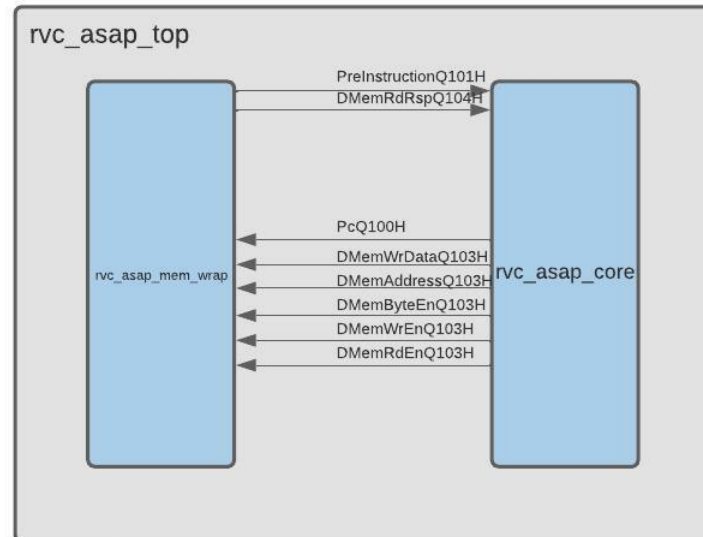 rvc_asap_top
PreInstructionQ101H
DMemRdRspQ104H
PcQ100H
DMemWrDataQ103H
rvc_asap_mem_wrap
rvc_asap_core
DMemAddressQ103H
DMemByteEnQ103H
DMemWrEnQ103H
DMemRdEnQ103H